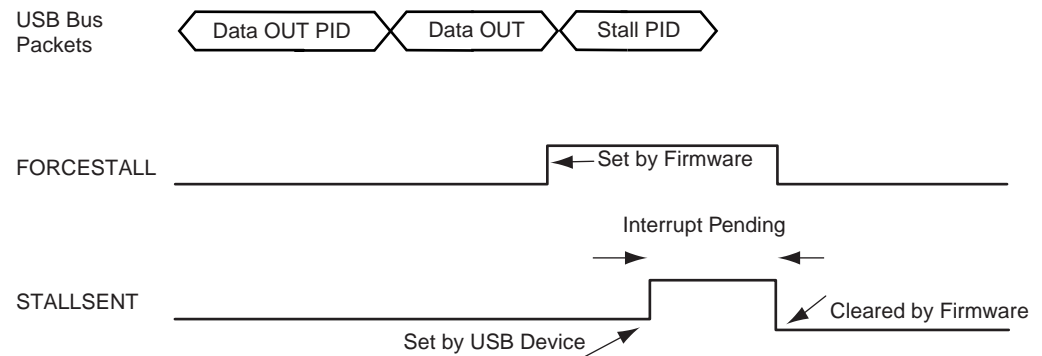 USB Bus
Packets
Data OUT PID
Data OUT
Stall PID
FORCESTALL
Set by Firmware
Interrupt Pending
STALLSENT
Cleared by Firmware
Set by USB Device